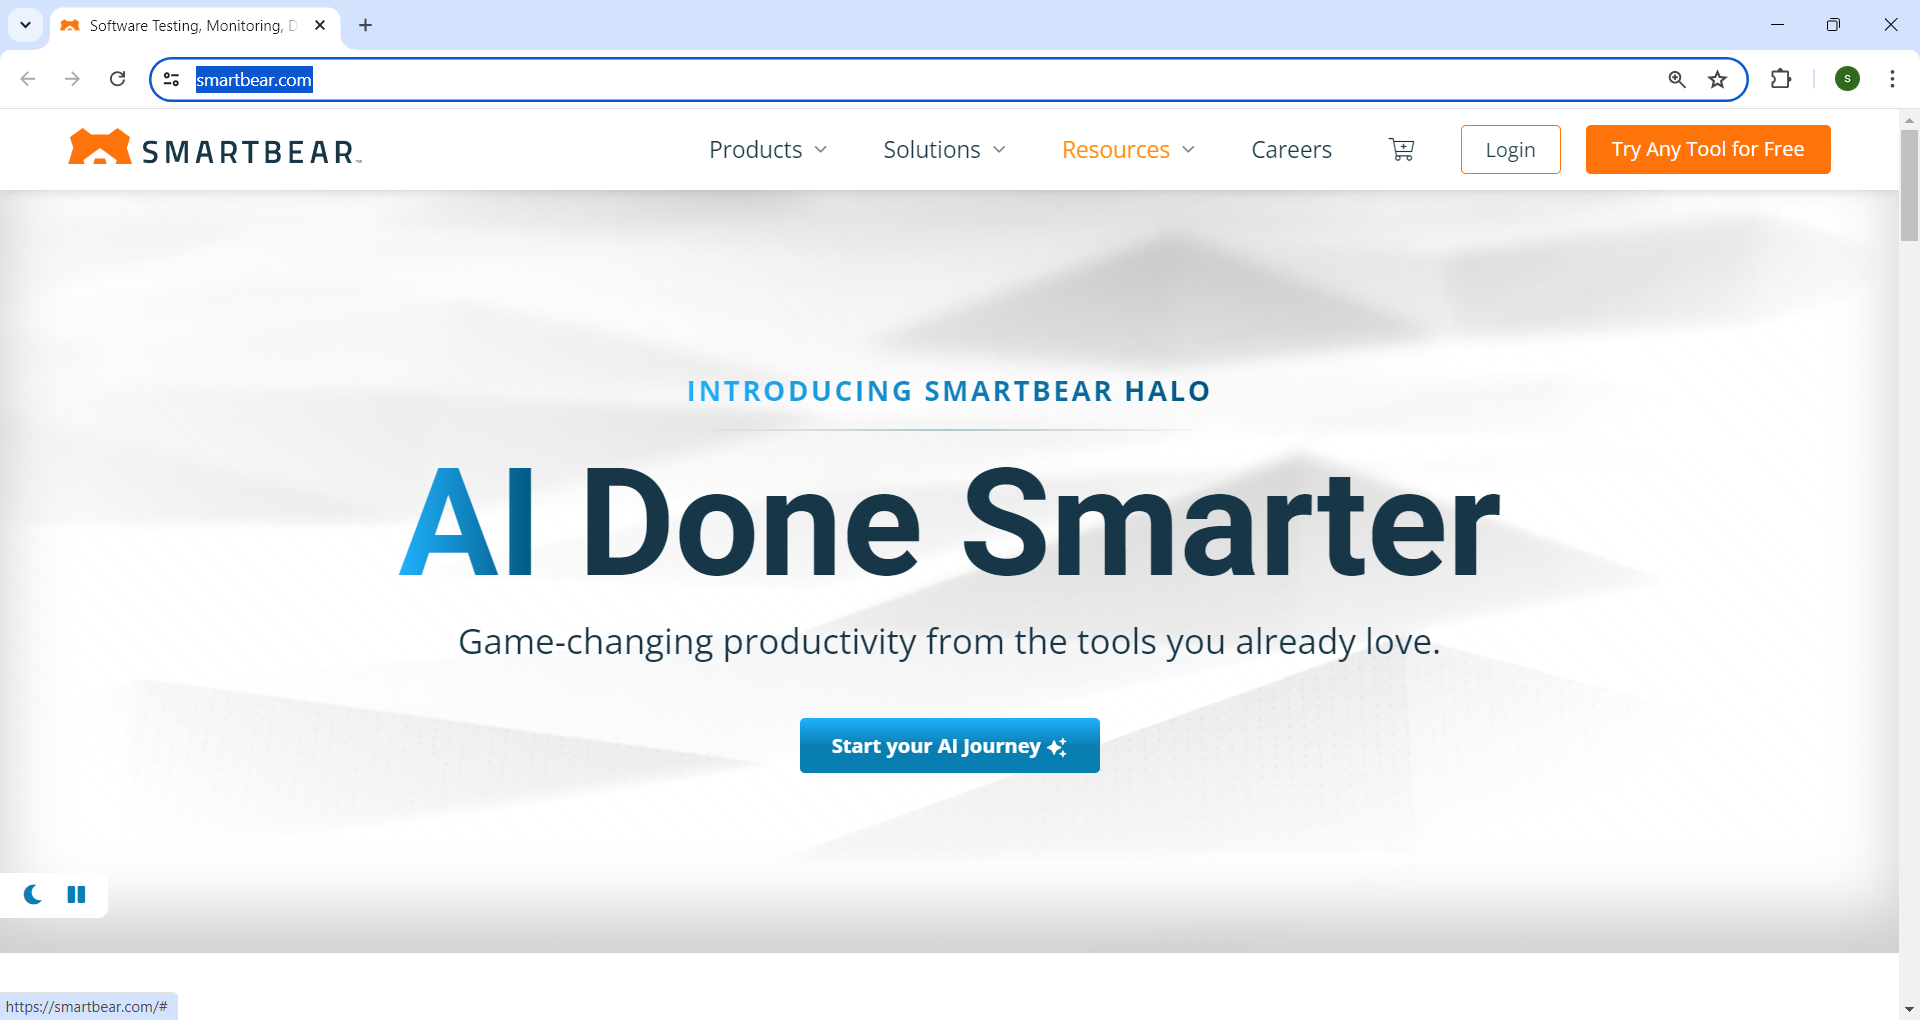 Software Testing, Monitoring, D
smartbear.com
S
SMARTBEAR™
Products
Solutions
Resources
Careers
Login
Try Any Tool for Free
INTRODUCING SMARTBEAR HALO
AI Done Smarter
Game-changing productivity from the tools you already love.
Start your AI Journey
https://smartbear.com/#